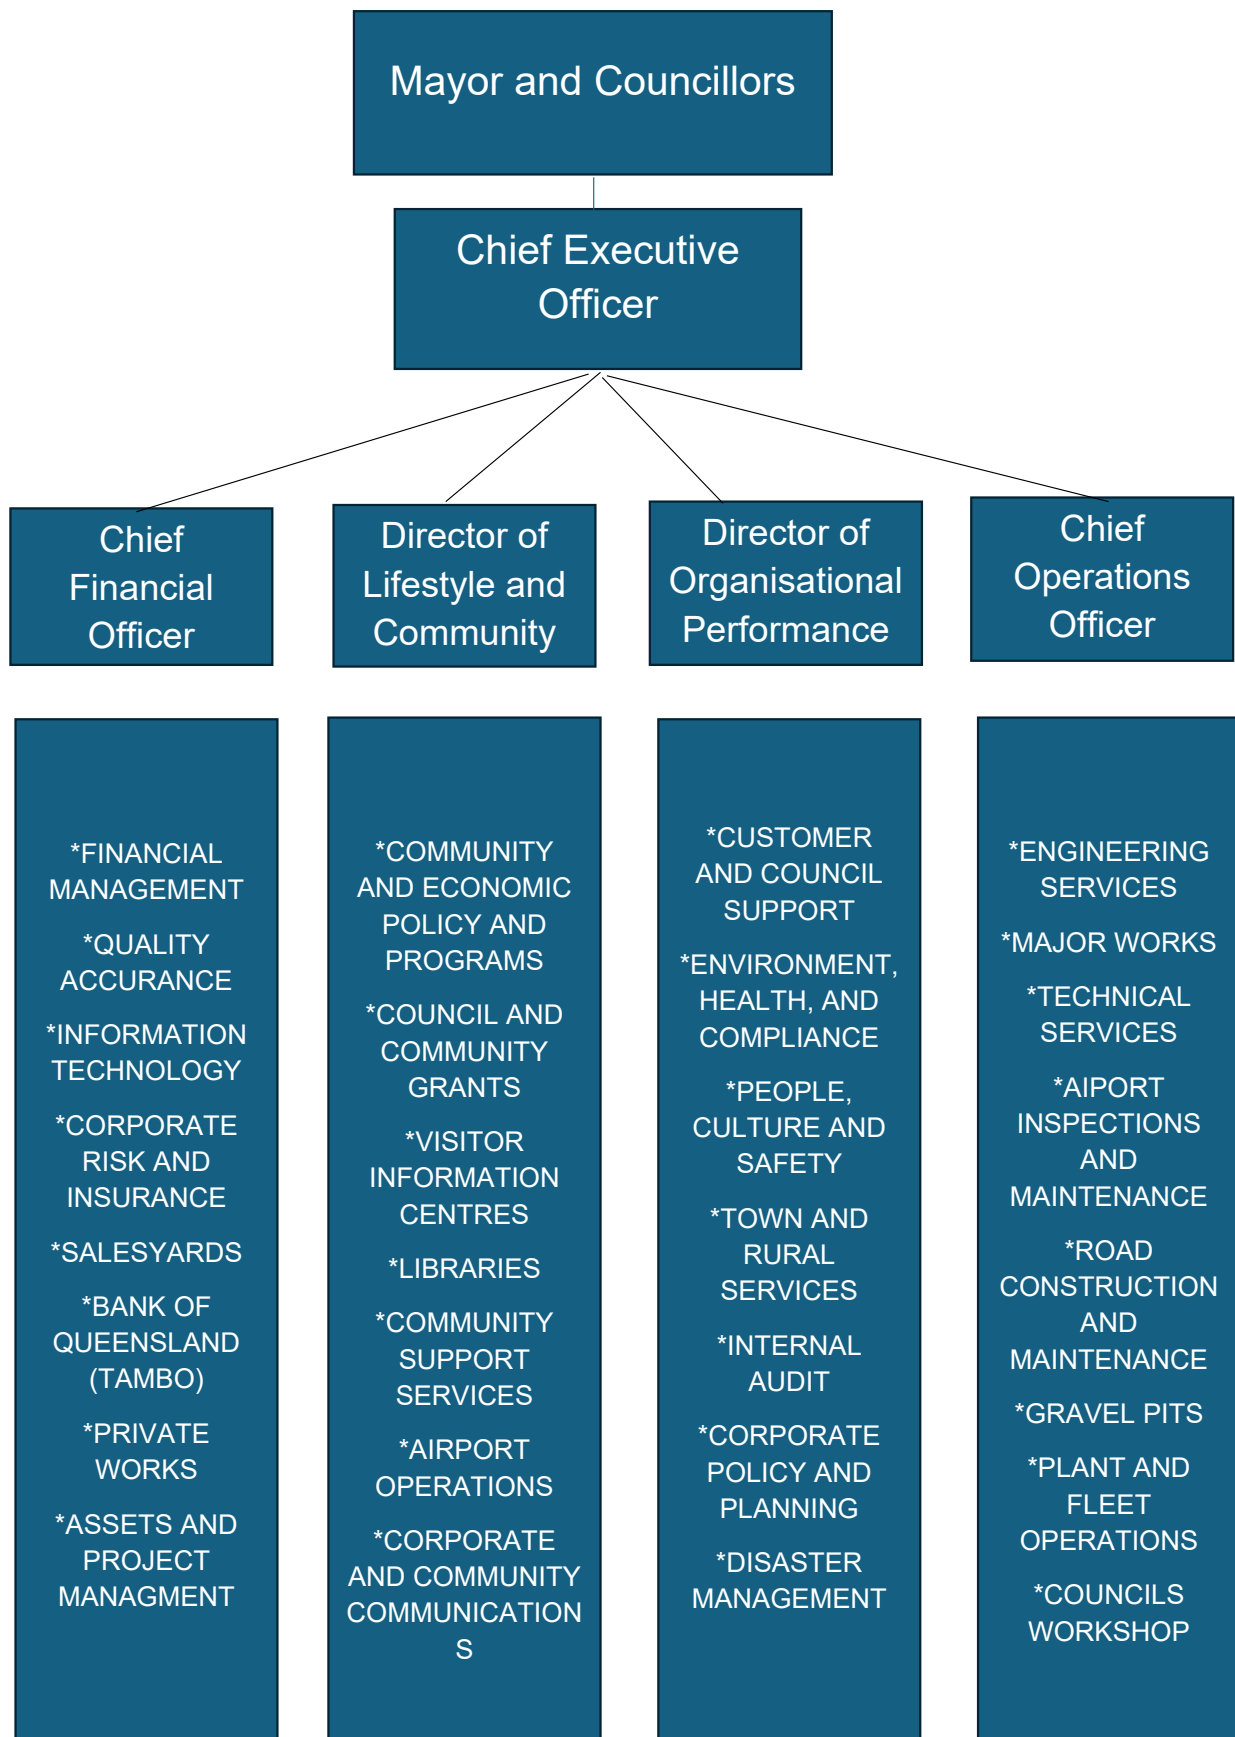 Mayor and Councillors
Chief Executive
Officer
Chief
Financial
Officer
Director of
Lifestyle and
Community
Director of
Organisational
Performance
Chief
Operations
Officer
*FINANCIAL
MANAGEMENT
*QUALITY
ACCURANCE
*INFORMATION
TECHNOLOGY
*CORPORATE
RISK AND
INSURANCE
*SALESYARDS
*BANK OF
QUEENSLAND
(TAMBO)
*PRIVATE
WORKS
*ASSETS AND
PROJECT
MANAGMENT
*COMMUNITY
AND ECONOMIC
POLICY AND
PROGRAMS
*COUNCIL AND
COMMUNITY
GRANTS
*VISITOR
INFORMATION
CENTRES
*LIBRARIES
*COMMUNITY
SUPPORT
SERVICES
*AIRPORT
OPERATIONS
*CORPORATE
AND COMMUNITY
COMMUNICATION
S
*CUSTOMER
AND COUNCIL
SUPPORT
*ENVIRONMENT,
HEALTH, AND
COMPLIANCE
*PEOPLE,
CULTURE AND
SAFETY
*TOWN AND
RURAL
SERVICES
*INTERNAL
AUDIT
*CORPORATE
POLICY AND
PLANNING
*DISASTER
MANAGEMENT
*ENGINEERING
SERVICES
*MAJOR WORKS
*TECHNICAL
SERVICES
*AIPORT
INSPECTIONS
AND
MAINTENANCE
*ROAD
CONSTRUCTION
AND
MAINTENANCE
*GRAVEL PITS
*PLANT AND
FLEET
OPERATIONS
*COUNCILS
WORKSHOP